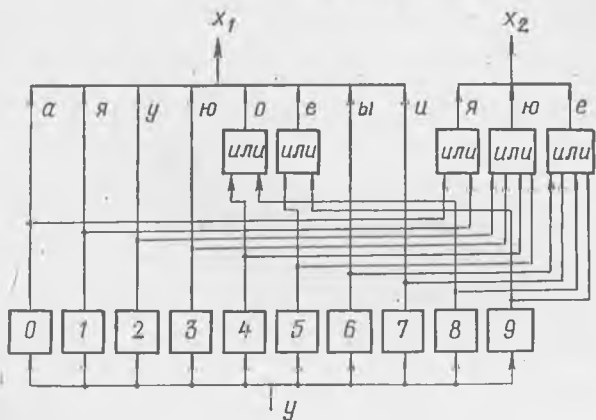 x₁ x₂
а я у ю о е ы и я ю е
или или или или или
0 1 2 3 4 5 6 7 8 9
y